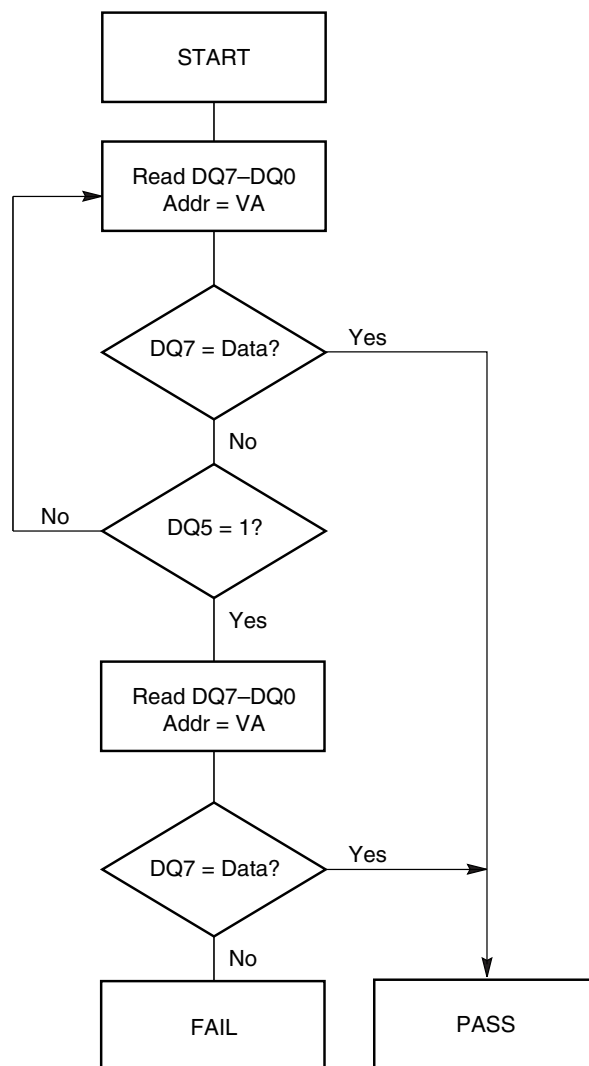 START
Read DQ7–DQ0
Addr = VA
DQ7 = Data?
Yes
No
No
DQ5 = 1?
Yes
Read DQ7–DQ0
Addr = VA
DQ7 = Data?
Yes
No
FAIL
PASS